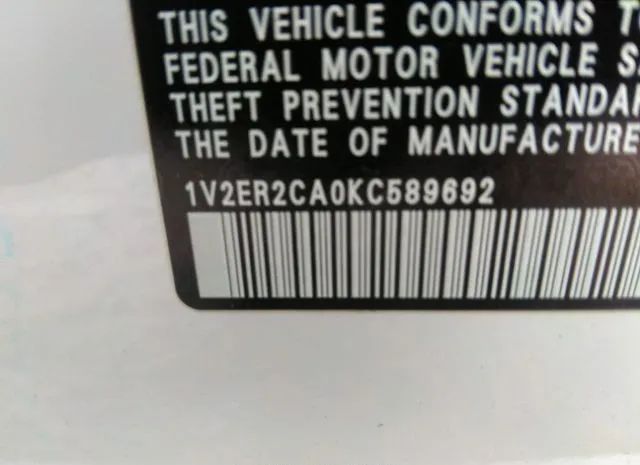 THIS VEHICLE CONFORMS
FEDERAL MOTOR VEHICLE
THEFT PREVENTION
THE DATE OF MANUFACTURE
1V2ER2CA0KC589692